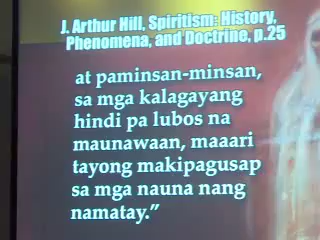 J. Arthur Hill, Spiritism: History,
Phenomena, and Doctrine, p.25
at paminsan-minsan,
sa mga kalagayang
hindi pa lubos na
maunawaan, maaari
tayong makipagusap
sa mga nauna nang
namatay.”